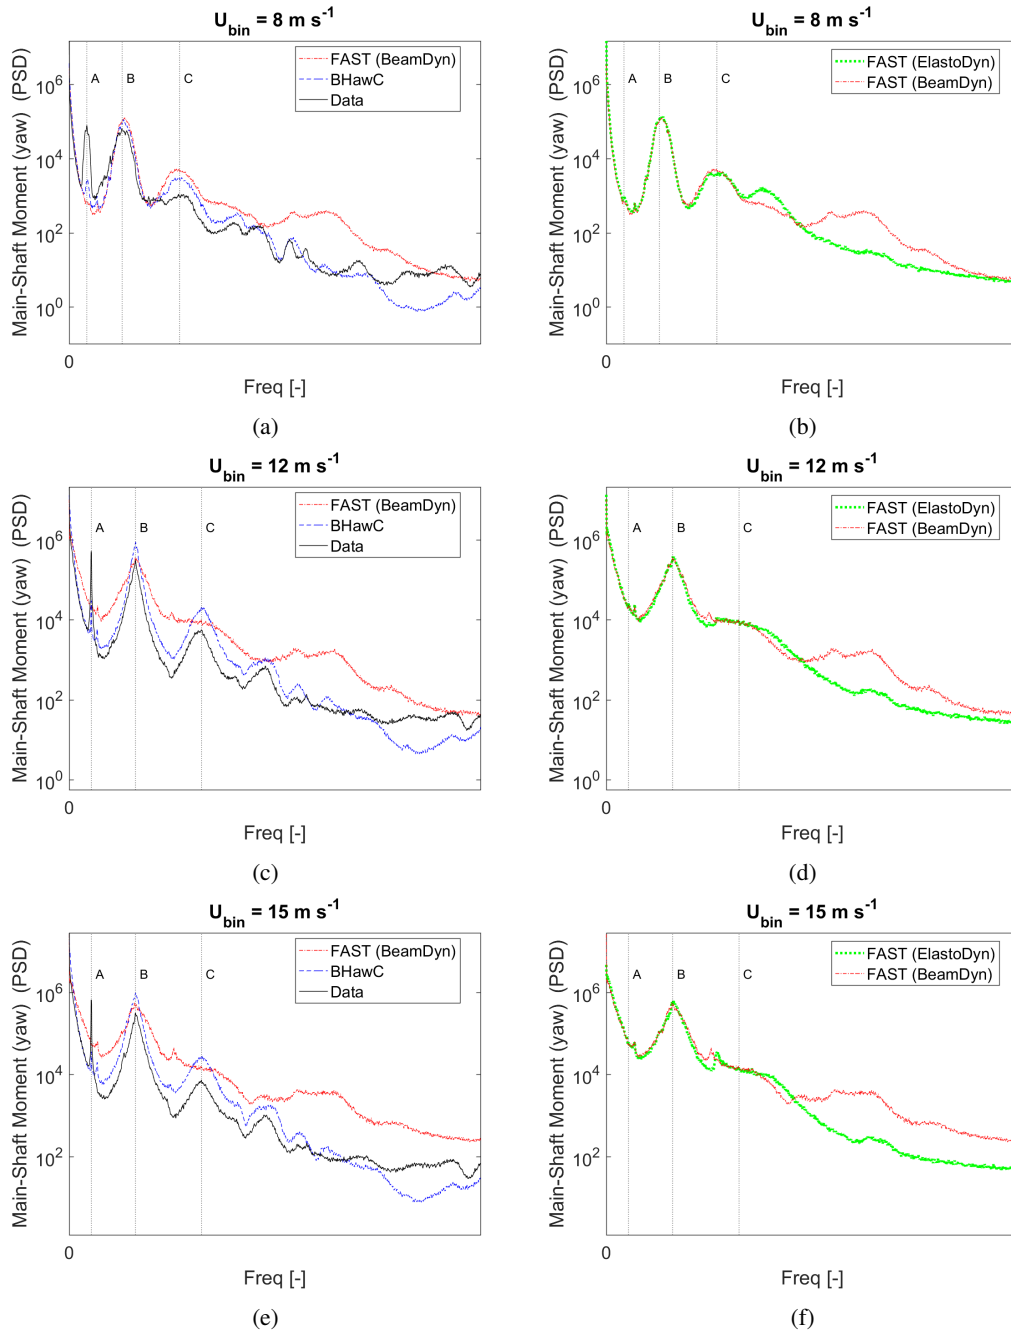 U_bin = 8 m s^-1
Main-Shaft Moment (yaw) (PSD)
10^6
10^4
10^2
10^0
A B C
FAST (BeamDyn)
BHawC
Data
0
Freq [-]
(a)
U_bin = 8 m s^-1
Main-Shaft Moment (yaw) (PSD)
10^6
10^4
10^2
10^0
A B C
FAST (ElastoDyn)
FAST (BeamDyn)
0
Freq [-]
(b)
U_bin = 12 m s^-1
Main-Shaft Moment (yaw) (PSD)
10^6
10^4
10^2
10^0
A B C
FAST (BeamDyn)
BHawC
Data
0
Freq [-]
(c)
U_bin = 12 m s^-1
Main-Shaft Moment (yaw) (PSD)
10^6
10^4
10^2
10^0
A B C
FAST (ElastoDyn)
FAST (BeamDyn)
0
Freq [-]
(d)
U_bin = 15 m s^-1
Main-Shaft Moment (yaw) (PSD)
10^6
10^4
10^2
A B C
FAST (BeamDyn)
BHawC
Data
0
Freq [-]
(e)
U_bin = 15 m s^-1
Main-Shaft Moment (yaw) (PSD)
10^6
10^4
10^2
A B C
FAST (ElastoDyn)
FAST (BeamDyn)
0
Freq [-]
(f)